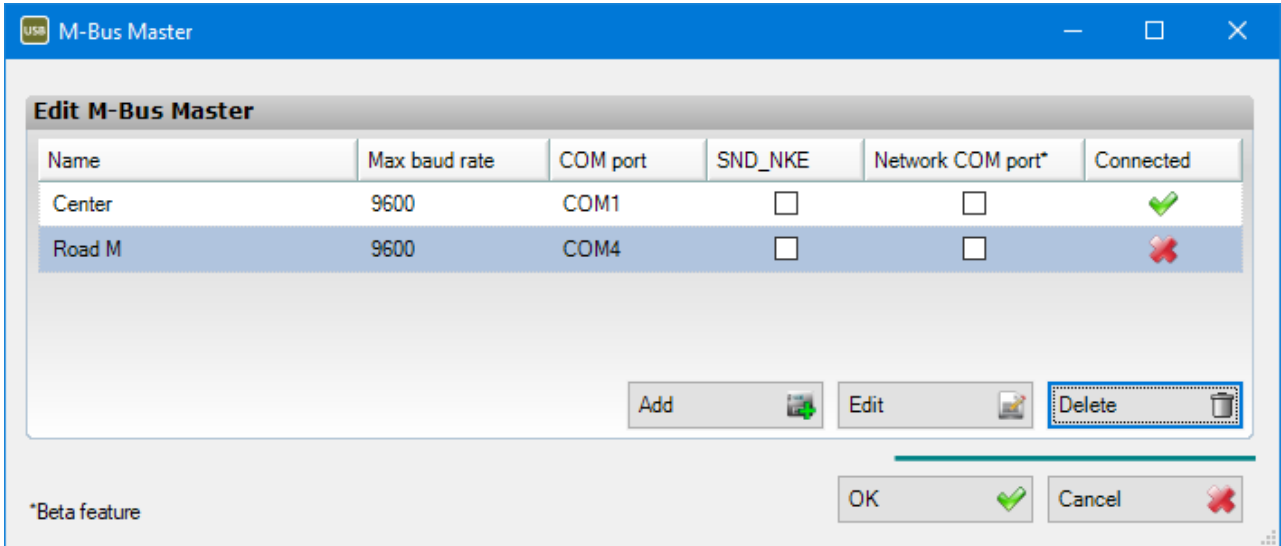 USB M-Bus Master
Edit M-Bus Master
Name Max baud rate COM port SND_NKE Network COM port* Connected
Center 9600 COM1
Road M 9600 COM4
Add Edit Delete
OK Cancel
*Beta feature